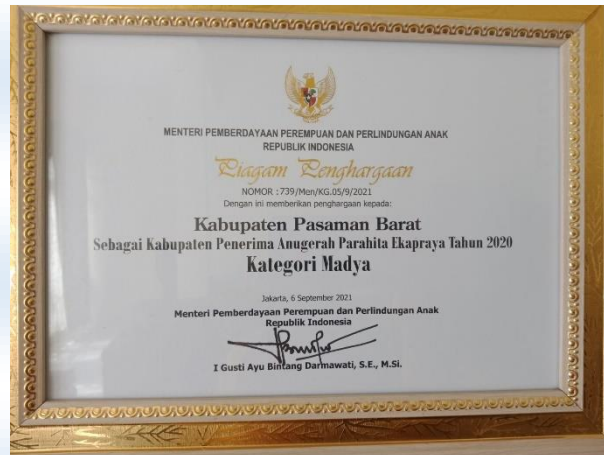 MENTERI PEMBERDAYAAN PEREMPUAN DAN PERLINDUNGAN ANAK
REPUBLIK INDONESIA
Piagam Penghargaan
NOMOR : 739/Men/KG.05/9/2021
Dengan ini memberikan penghargaan kepada:
Kabupaten Pasaman Barat
Sebagai Kabupaten Penerima Anugerah Parahita Ekapraya Tahun 2020
Kategori Madya
Jakarta, 6 September 2021
Menteri Pemberdayaan Perempuan dan Perlindungan Anak
Republik Indonesia
I Gusti Ayu Bintang Darmawati, S.E., M.Si.